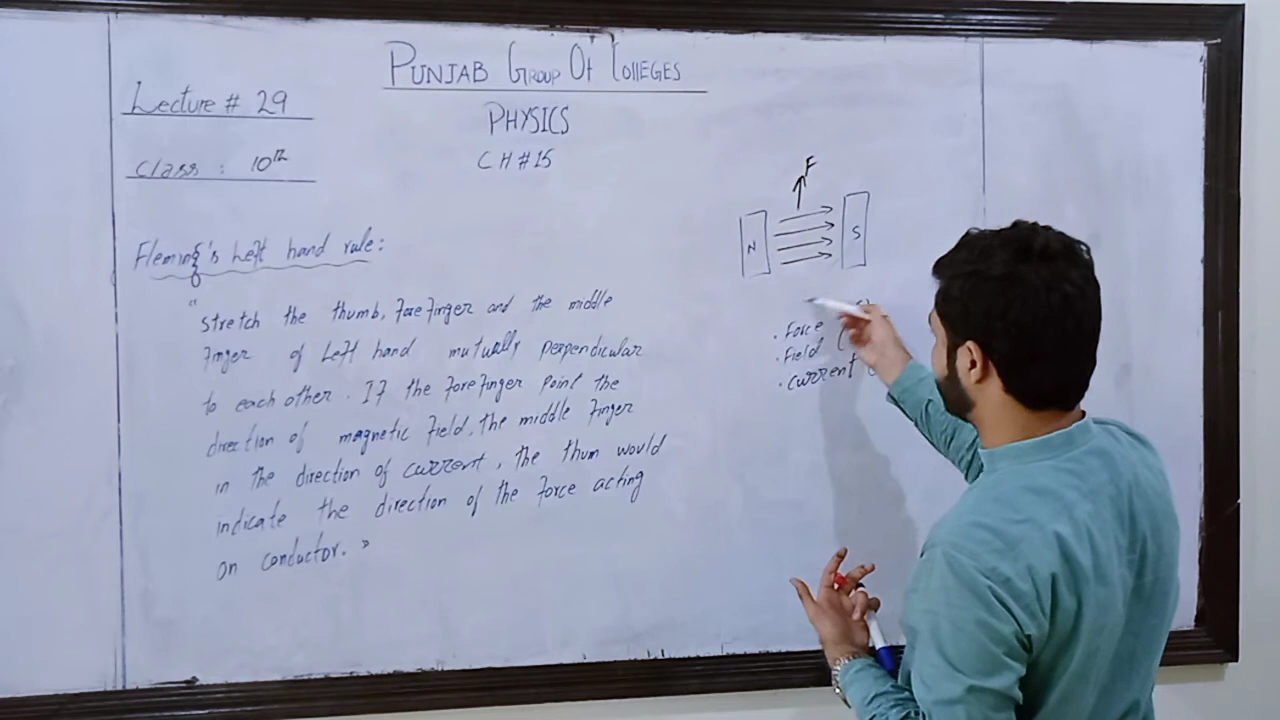 PUNJAB GROUP OF COLLEGES
Lecture # 29
PHYSICS
class : 10th
CH # 15
Fleming's Left hand rule:
"Stretch the thumb, forefinger and the middle
finger of Left hand mutually perpendicular
to each other. If the forefinger point the
direction of magnetic field, the middle finger
in the direction of current, the thum would
indicate the direction of the force acting
on conductor."
F
N
S
. Force
. Field (
. current